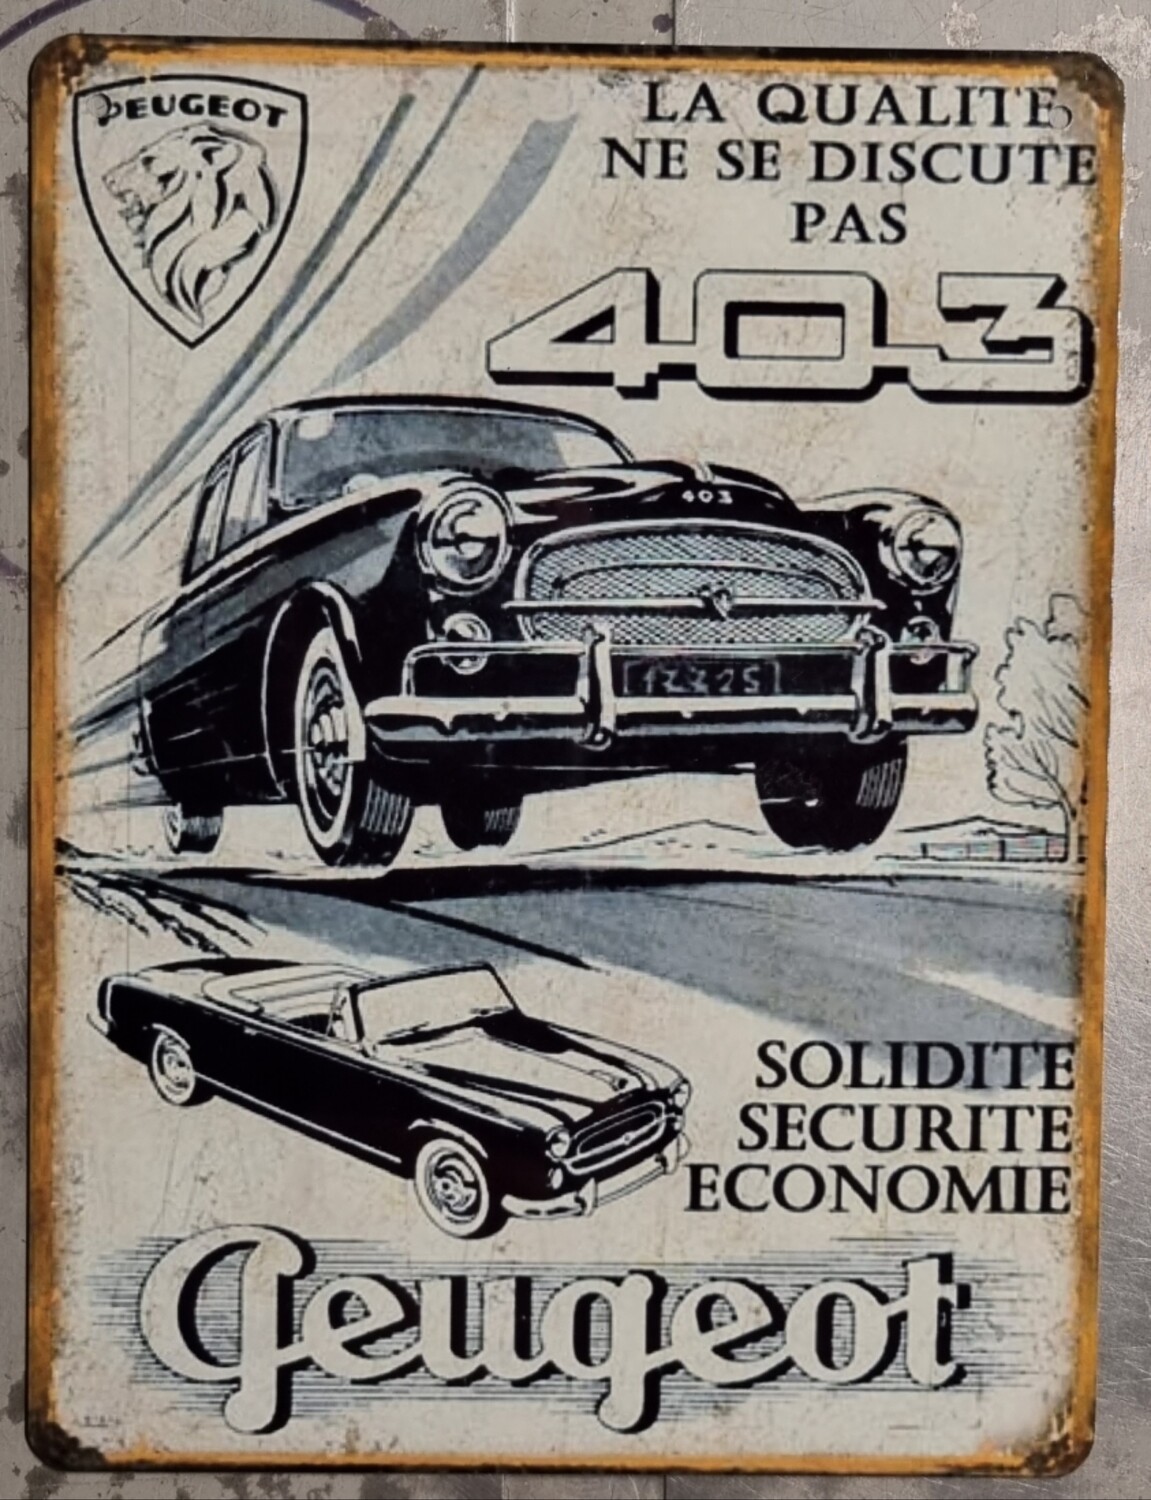 PEUGEOT
LA QUALITE
NE SE DISCUTE
PAS
403
403
SOLIDITE
SECURITE
ECONOMIE
Peugeot